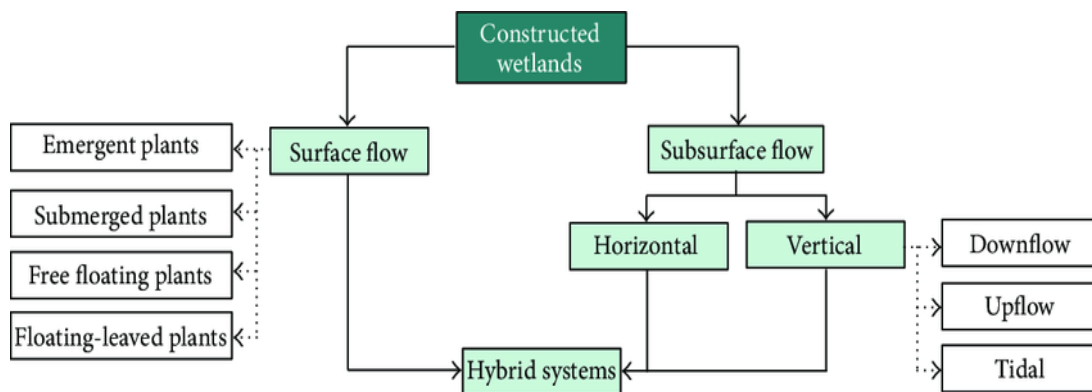 Constructed
wetlands
Emergent plants
Surface flow
Subsurface flow
Submerged plants
Horizontal
Vertical
Downflow
Free floating plants
Upflow
Floating-leaved plants
Hybrid systems
Tidal